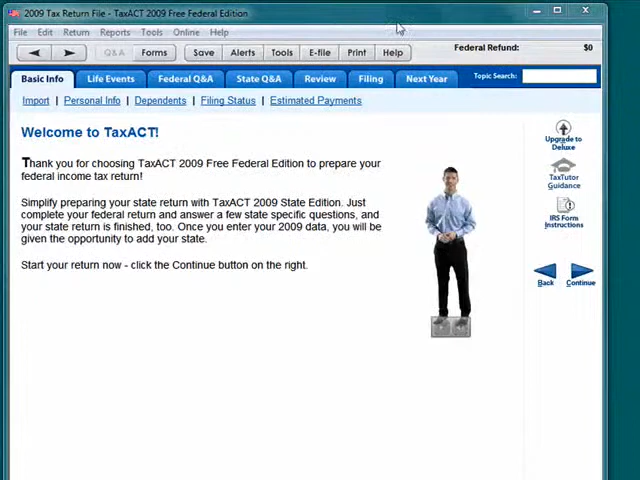 2009 Tax Return File - TaxACT 2009 Free Federal Edition
File Edit Return Reports Tools Online Help
Q&A Forms Save Alerts Tools E-file Print Help Federal Refund: $0
Basic Info Life Events Federal Q&A State Q&A Review Filing Next Year Topic Search:
Import | Personal Info | Dependents | Filing Status | Estimated Payments
Welcome to TaxACT!
Thank you for choosing TaxACT 2009 Free Federal Edition to prepare your
federal income tax return!
Simplify preparing your state return with TaxACT 2009 State Edition. Just
complete your federal return and answer a few state specific questions, and
your state return is finished, too. Once you enter your 2009 data, you will be
given the opportunity to add your state.
Start your return now - click the Continue button on the right.
Upgrade to
Deluxe
TaxTutor
Guidance
IRS Form
Instructions
Back Continue